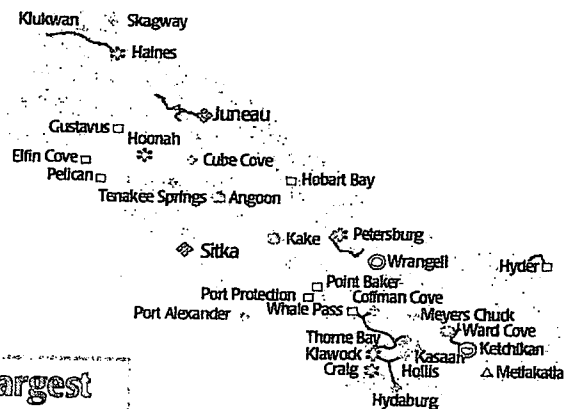 Klukwan
Skagway
Haines
Juneau
Gustavus
Hoonah
Elfin Cove
Cube Cove
Pelican
Hobart Bay
Tenakee Springs
Angoon
Kake
Petersburg
Sitka
Wrangell
Hyder
Point Baker
Port Protection
Coffman Cove
Port Alexander
Whale Pass
Meyers Chuck
Ward Cove
Thorne Bay
Ketchikan
Klawock
Kasaan
Craig
Hollis
Metlakatla
Hydaburg
argest